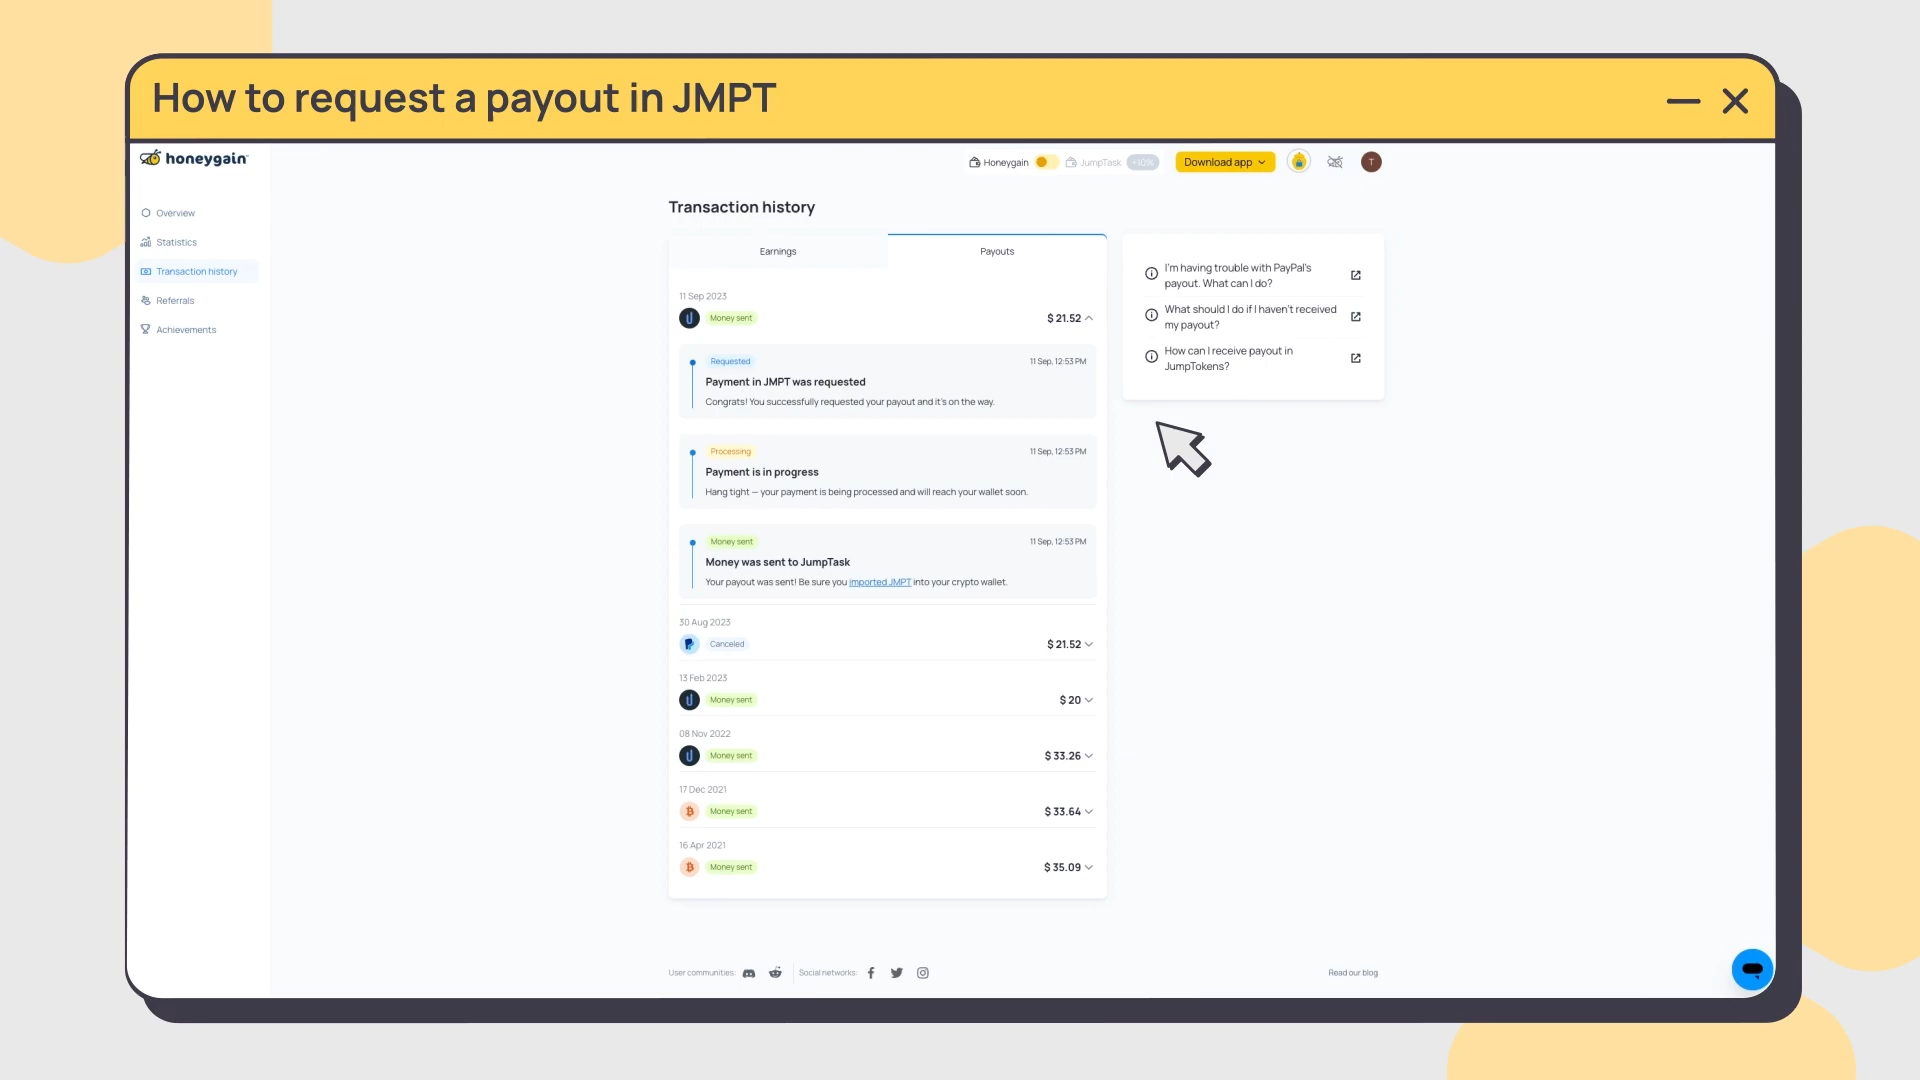 How to request a payout in JMPT
honeygain
Honeygain
JumpTask
+10%
Download app
T
Overview
Statistics
Transaction history
Referrals
Achievements
Transaction history
Earnings
Payouts
11 Sep 2023
Money sent
$ 21.52
Requested
11 Sep, 12:53 PM
Payment in JMPT was requested
Congrats! You successfully requested your payout and it's on the way.
Processing
11 Sep, 12:53 PM
Payment is in progress
Hang tight — your payment is being processed and will reach your wallet soon.
Money sent
11 Sep, 12:53 PM
Money was sent to JumpTask
Your payout was sent! Be sure you imported JMPT into your crypto wallet.
30 Aug 2023
Canceled
$ 21.52
13 Feb 2023
Money sent
$ 20
08 Nov 2022
Money sent
$ 33.26
17 Dec 2021
Money sent
$ 33.64
16 Apr 2021
Money sent
$ 35.09
I'm having trouble with PayPal's
payout. What can I do?
What should I do if I haven't received
my payout?
How can I receive payout in
JumpTokens?
User communities:
Social networks:
Read our blog